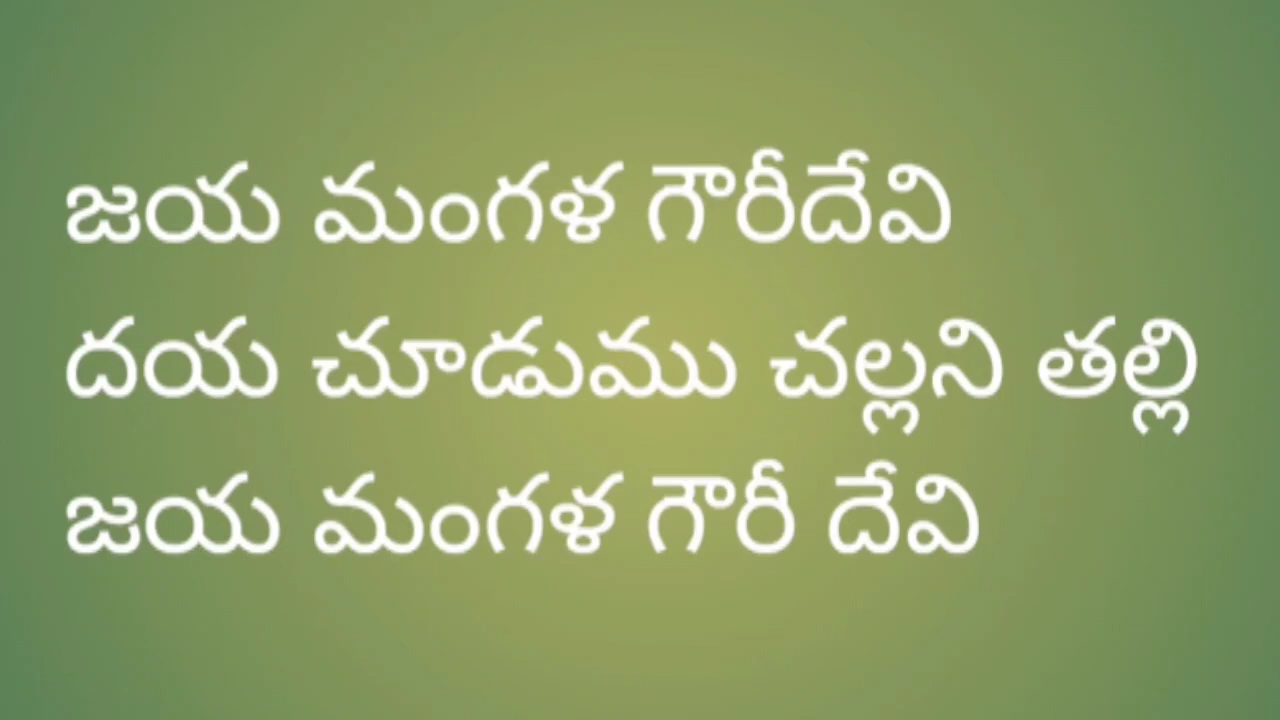 జయ మంగళ గౌరీదేవి
దయ చూడుము చల్లని తల్లి
జయ మంగళ గౌరీ దేవి